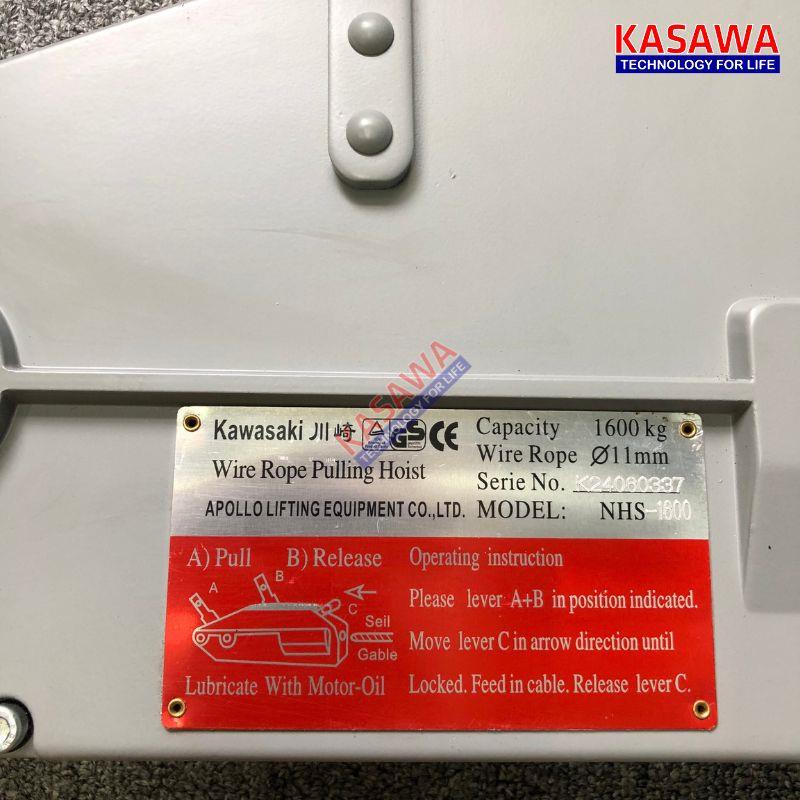 KASAWA
TECHNOLOGY FOR LIFE
KASAWA
TECHNOLOGY FOR LIFE
Kawasaki 川崎 GS CE
Wire Rope Pulling Hoist
APOLLO LIFTING EQUIPMENT CO.,LTD.
Capacity 1600 kg
Wire Rope Ø11mm
Serie No. K24060337
MODEL: NHS-1600
A) Pull B) Release
A
B
C
Seil
Gable
Lubricate With Motor-Oil
Operating instruction
Please lever A+B in position indicated.
Move lever C in arrow direction until
Locked. Feed in cable. Release lever C.